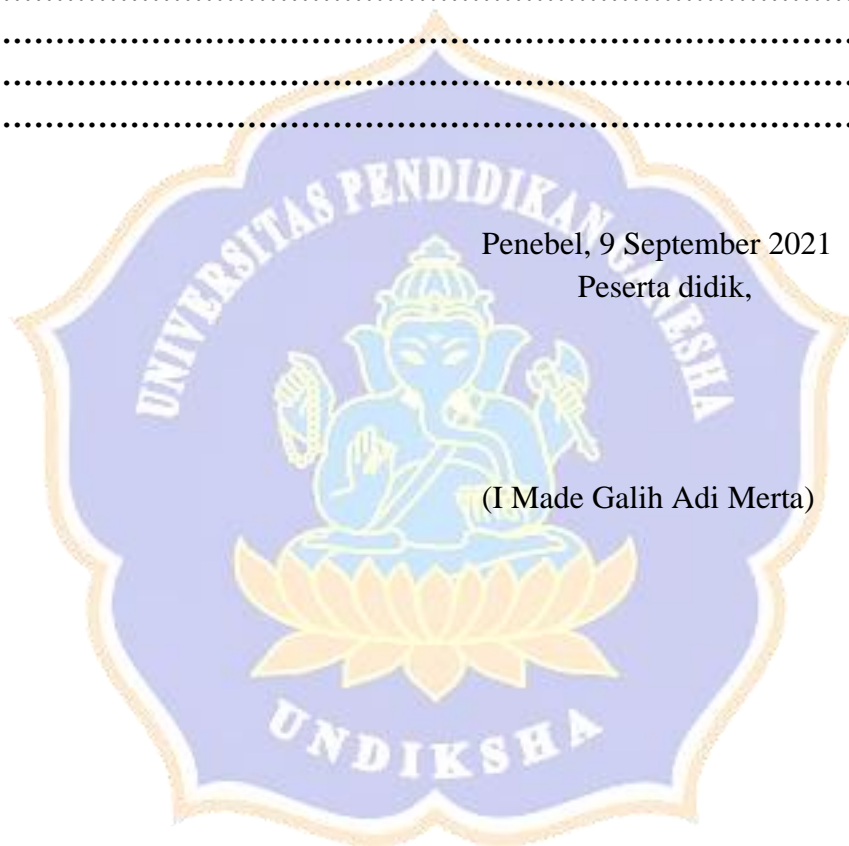 ....................................................................................................
....................................................................................................
....................................................................................................
....................................................................................................
UNIVERSITAS PENDIDIKAN GANESHA
Penebel, 9 September 2021
Peserta didik,
(I Made Galih Adi Merta)
UNDIKSHA